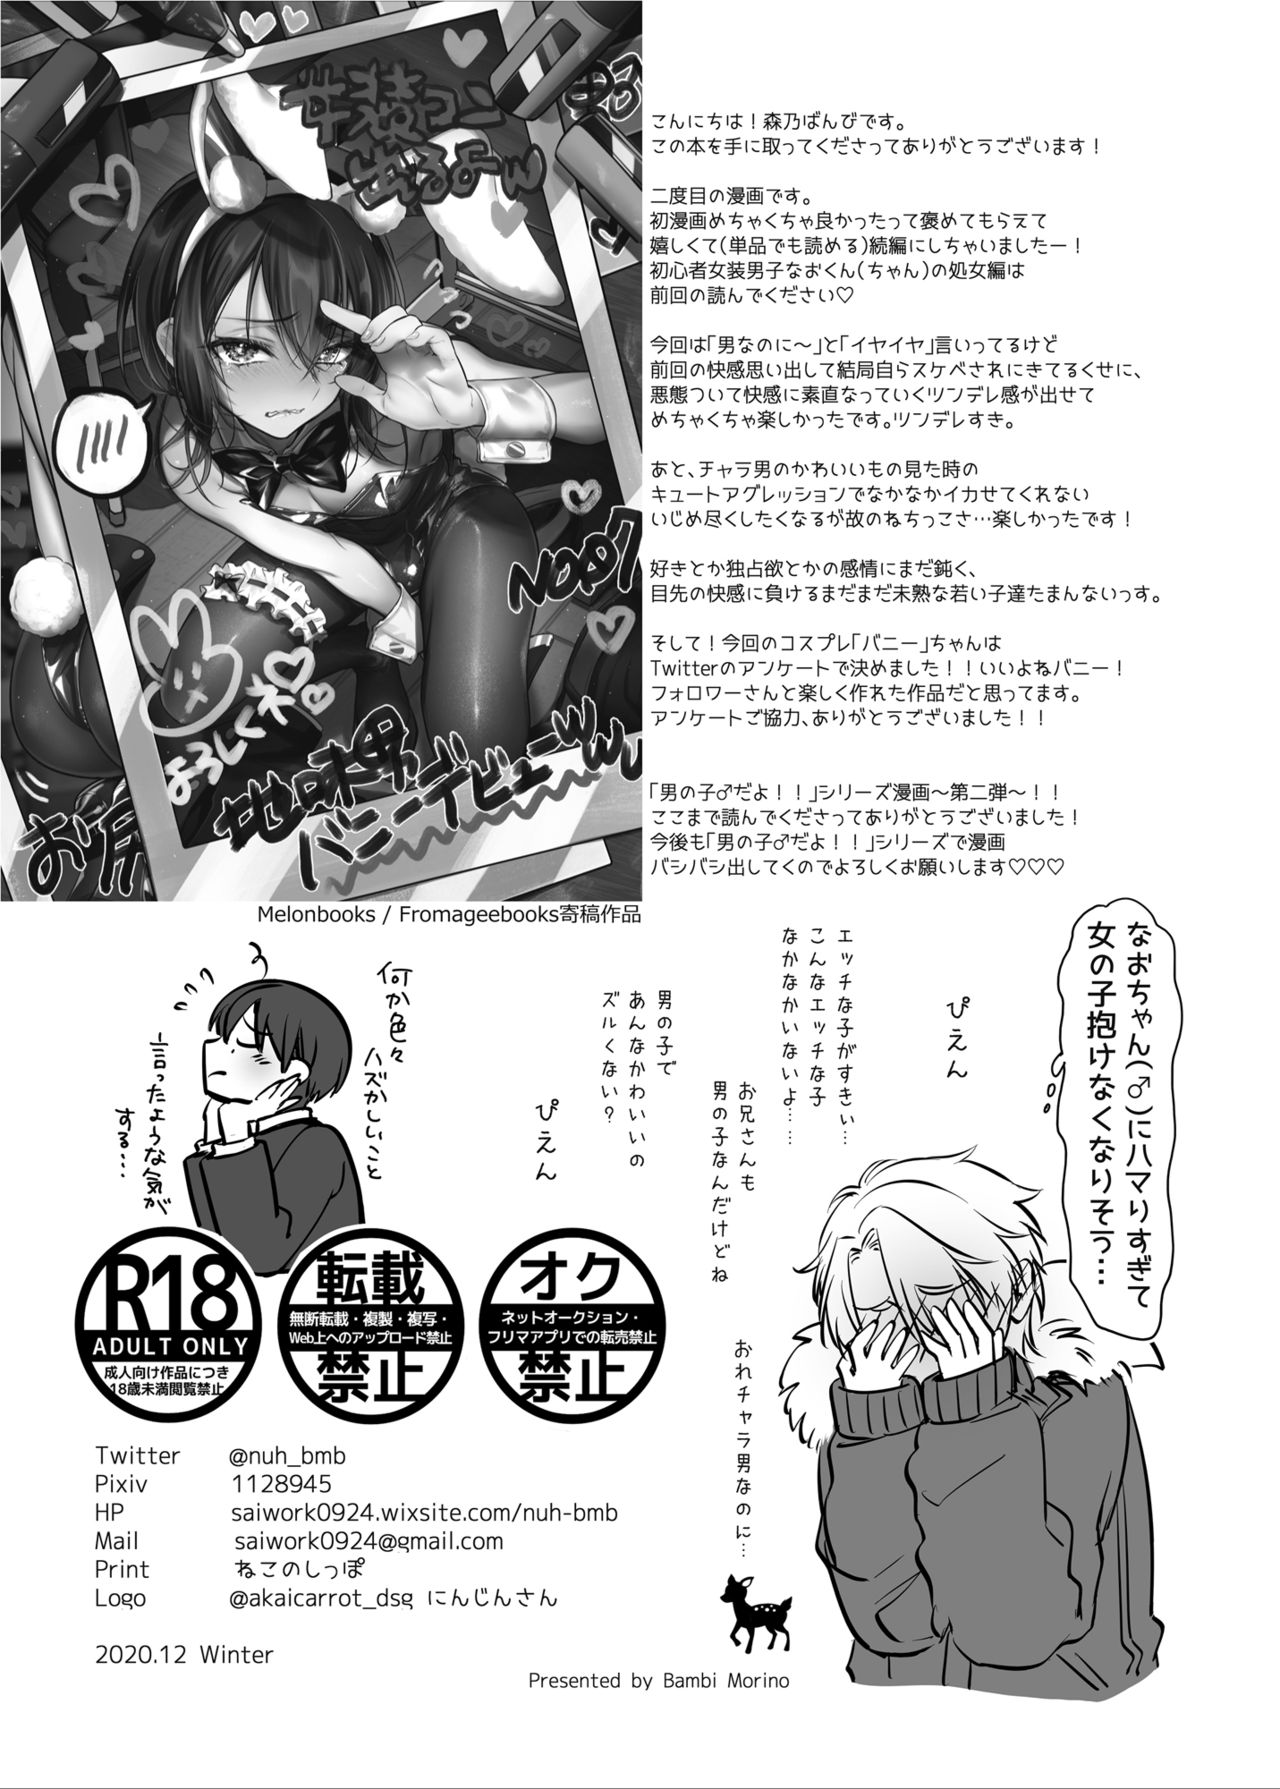 女装コン
出るよーw
NOQ7
よろしくネ♡
地味男子
バニーデビューwww
Melonbooks / Fromageebooks寄稿作品
こんにちは！森乃ばんびです。
この本を手に取ってくださってありがとうございます！
二度目の漫画です。
初漫画めちゃくちゃ良かったって褒めてもらえて
嬉しくて(単品でも読める)続編にしちゃいましたー！
初心者女装男子なおくん(ちゃん)の処女編は
前回の読んでください♡
今回は「男なのに～」と「イヤイヤ」言いってるけど
前回の快感思い出して結局自らスケベされにきてるくせに、
悪態ついて快感に素直なっていくツンデレ感が出せて
めちゃくちゃ楽しかったです。ツンデレすき。
あと、チャラ男のかわいいもの見た時の
キュートアグレッションでなかなかイカせてくれない
いじめ尽くしたくなるが故のねちっこさ…楽しかったです！
好きとか独占欲とかの感情にまだ鈍く、
目先の快感に負けるまだまだ未熟な若い子達たまんないっす。
そして！今回のコスプレ「バニー」ちゃんは
Twitterのアンケートで決めました！！いいよねバニー！
フォロワーさんと楽しく作れた作品だと思ってます。
アンケートご協力、ありがとうございました！！
「男の子♂だよ！！」シリーズ漫画～第二弾～！！
ここまで読んでくださってありがとうございました！
今後も「男の子♂だよ！！」シリーズで漫画
バシバシ出してくのでよろしくお願いします♡♡♡
なおちゃん(♂)にハマりすぎて
女の子抱けなくなりそう…
ぴえん
エッチな子がすきぃ…
こんなエッチな子
なかなかいないよ……
お兄さんも
男の子なんだけどね
男の子で
あんなかわいいの
ズルくない？
ぴえん
おれチャラ男なのに…
何か色々
ハズかしいこと
言ったような気が
する…
R18
ADULT ONLY
成人向け作品につき
18歳未満閲覧禁止
転載
無断転載・複製・複写・
Web上へのアップロード禁止
禁止
オク
ネットオークション・
フリマアプリでの転売禁止
禁止
Twitter @nuh_bmb
Pixiv 1128945
HP saiwork0924.wixsite.com/nuh-bmb
Mail saiwork0924@gmail.com
Print ねこのしっぽ
Logo @akaicarrot_dsg にんじんさん
2020.12 Winter
Presented by Bambi Morino